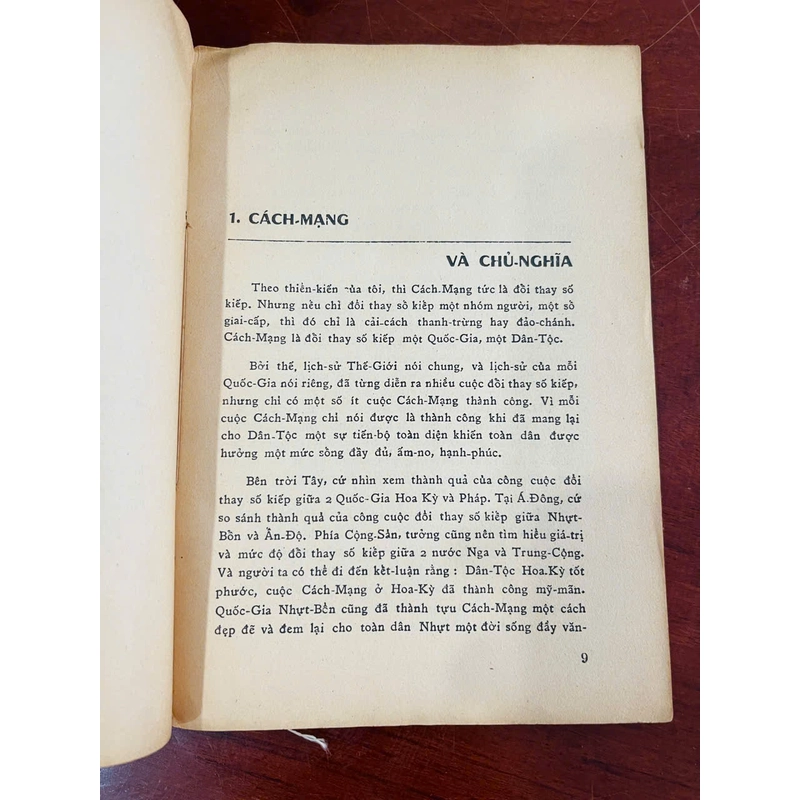 1. CÁCH-MẠNG
VÀ CHỦ-NGHĨA
Theo thiển-kiến của tôi, thì Cách-Mạng tức là đồi thay số
kiếp. Nhưng nếu chỉ đổi thay số kiếp một nhóm người, một số
giai-cấp, thì đó chỉ là cải-cách thanh-trừng hay đảo-chánh.
Cách-Mạng là đồi thay số kiếp một Quốc-Gia, một Dân-Tộc.
Bởi thế, lịch-sử Thế-Giới nói chung, và lịch-sử của mỗi
Quốc-Gia nói riêng, đã từng diễn ra nhiều cuộc đồi thay số kiếp,
nhưng chỉ có một số ít cuộc Cách-Mạng thành công. Vì mỗi
cuộc Cách-Mạng chỉ nói được là thành công khi đã mang lại
cho Dân-Tộc một sự tiến-bộ toàn diện khiến toàn dân được
hưởng một mức sống đầy đủ, ấm-no, hạnh-phúc.
Bên trời Tây, cứ nhìn xem thành quả của công cuộc đổi
thay số kiếp giữa 2 Quốc-Gia Hoa Kỳ và Pháp. Tại Á.Đông, cứ
so sánh thành quả của công cuộc đổi thay số kiếp giữa Nhựt-
Bổn và Ấn-Độ. Phía Cộng.Sản, tưởng cũng nên tìm hiểu giá-trị
và mức độ đồi thay số kiếp giữa 2 nước Nga và Trung-Cộng.
Và người ta có thể đi đến kết-luận rằng : Dân-Tộc Hoa.Kỳ tốt
phước, cuộc Cách-Mạng ở Hoa-Kỳ đã thành công mỹ-mãn.
Quốc-Gia Nhựt-Bổn cũng đã thành tựu Cách-Mạng một cách
đẹp đẽ và đem lại cho toàn dân Nhựt một đời sống đầy văn-
9